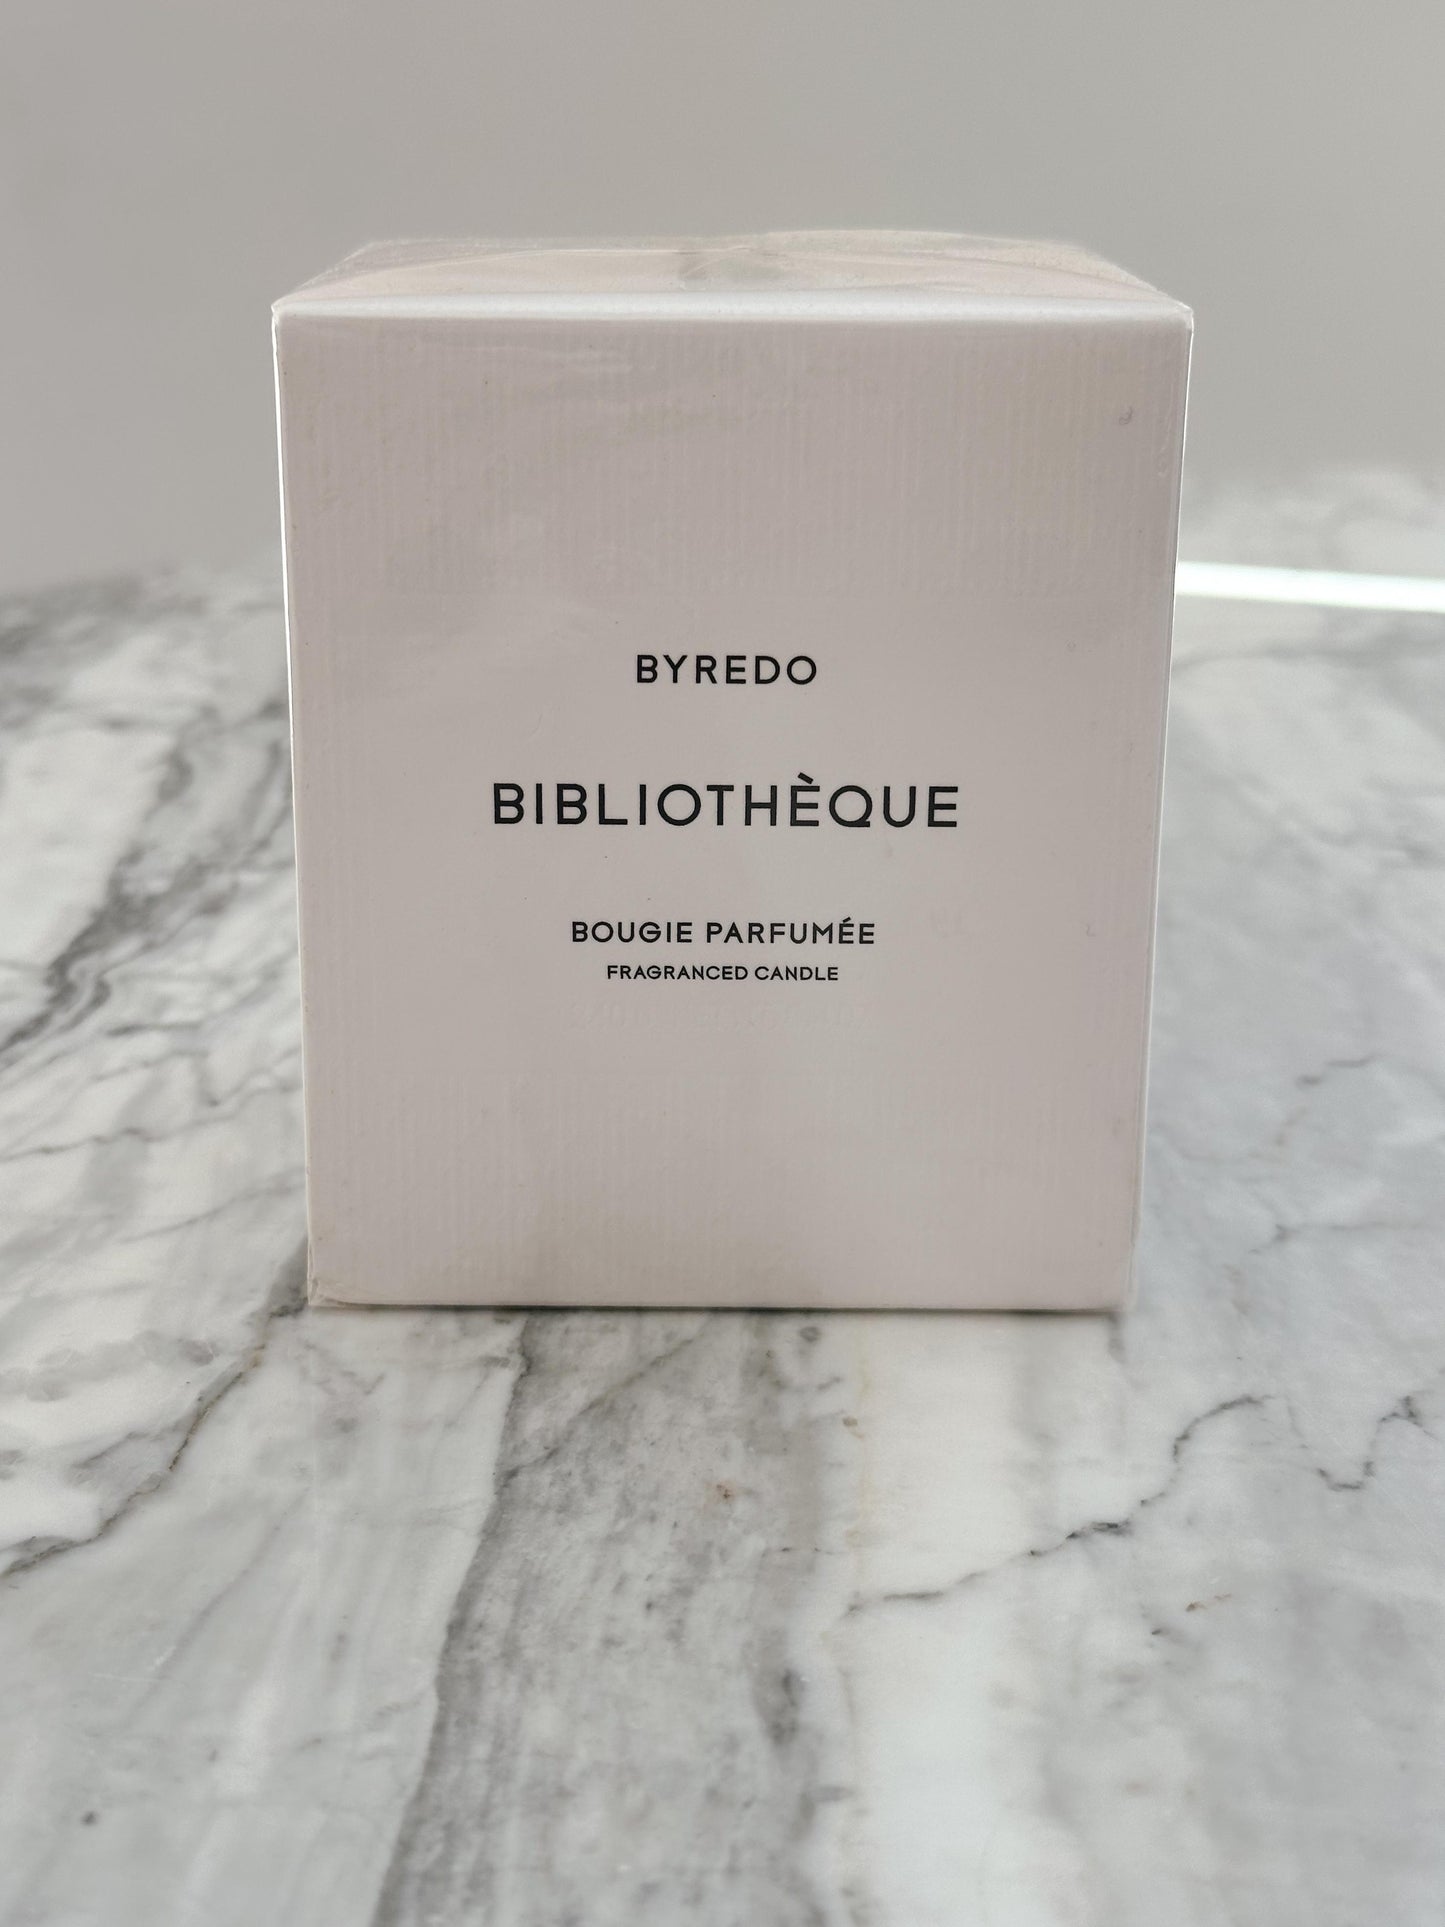 BYREDO
BIBLIOTHÈQUE
BOUGIE PARFUMÉE
FRAGRANCED CANDLE